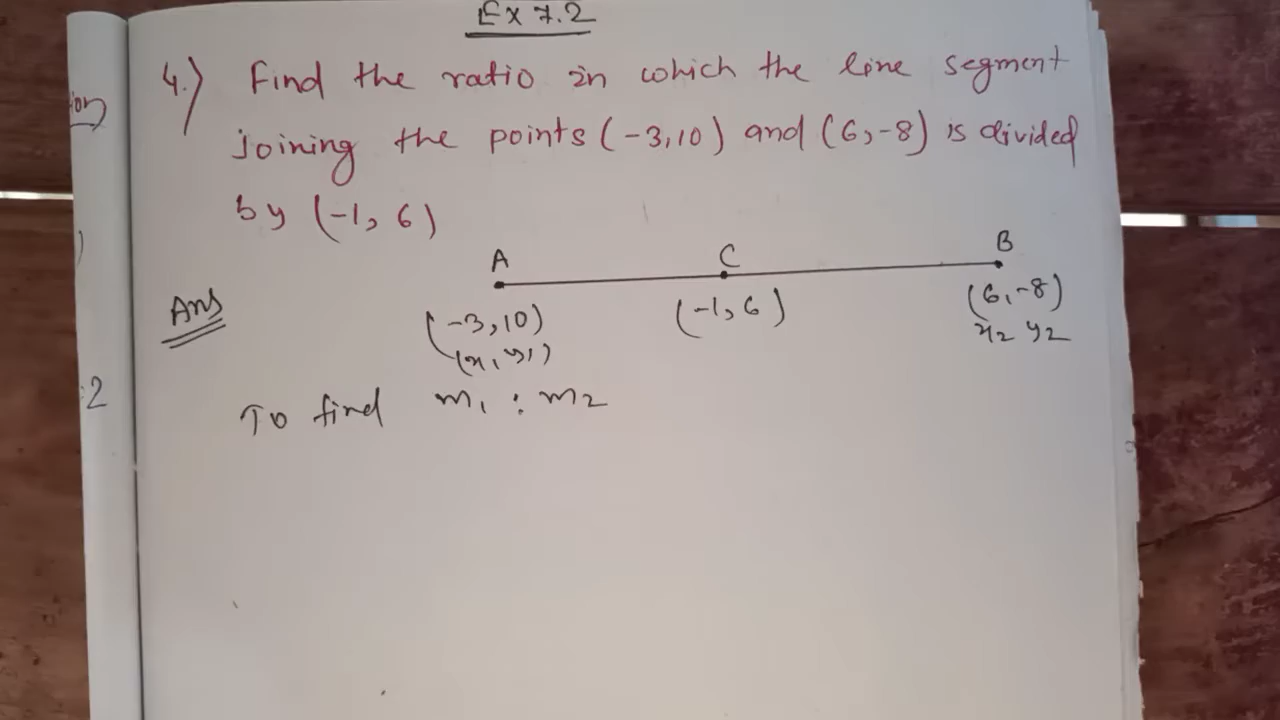 Ex 7.2
4.) Find the ratio in which the line segment
joining the points (-3,10) and (6,-8) is divided
by (-1, 6)
A C B
Ans
(-3,10) (-1,6) (6,-8)
(x1 y1) x2 y2
:2
To find m1 : m2